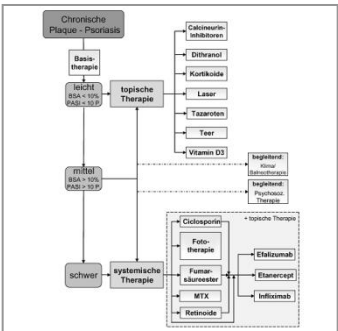 Chronische
Plaque - Psoriasis
Basis-
therapie
leicht
BSA < 10%
PASI < 10 P.
topische
Therapie
Calcineurin-
Inhibitoren
Dithranol
Kortikoide
Laser
Tazaroten
Teer
Vitamin D3
begleitend:
Klima/
Balneotherapie
begleitend:
Psychosoz.
Therapie
mittel
BSA > 10%
PASI > 10 P.
+ topische Therapie
Ciclosporin
Foto-
therapie
schwer
systemische
Therapie
Fumar-
säureester
MTX
Retinoide
Efalizumab
Etanercept
Infliximab